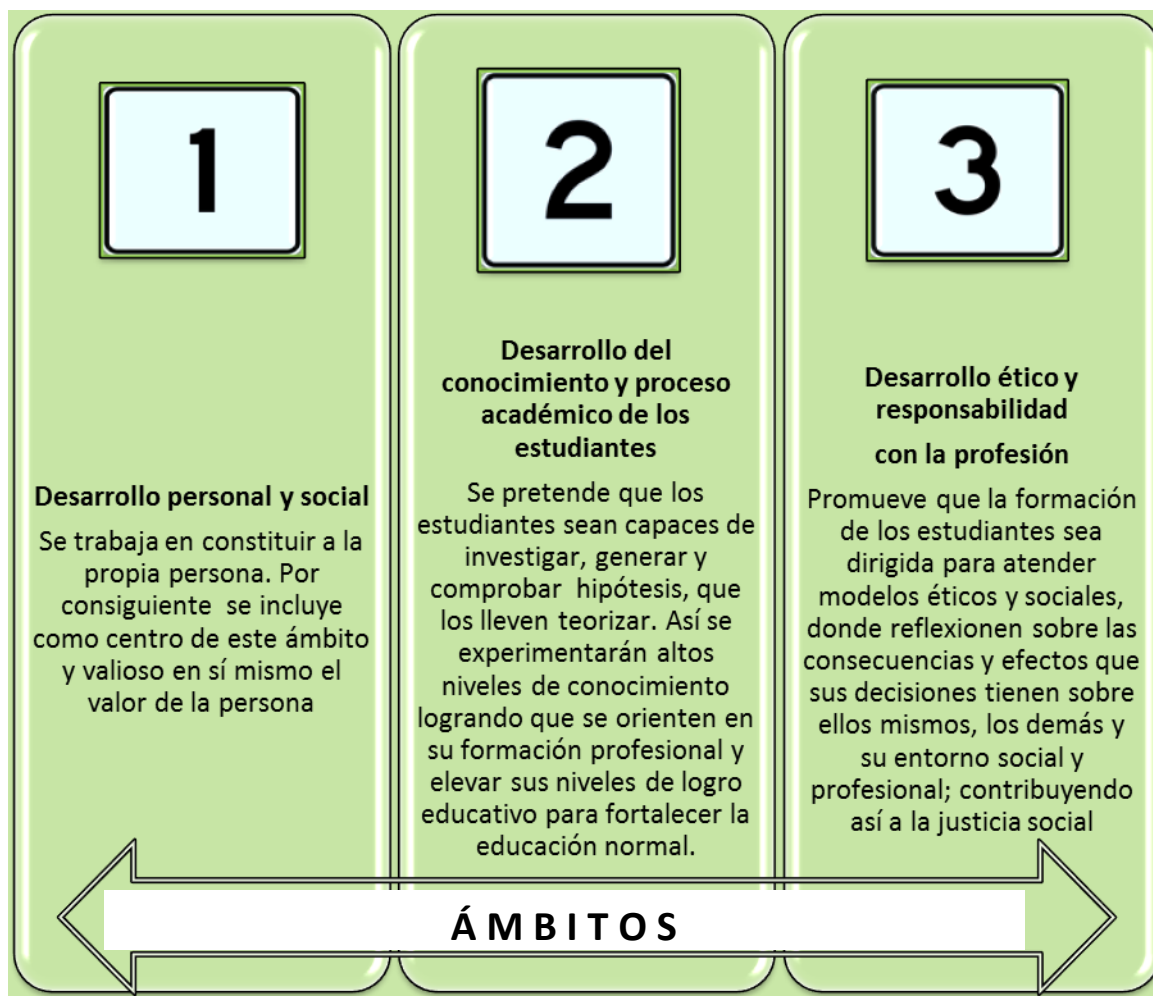 1
Desarrollo personal y social
Se trabaja en constituir a la
propia persona. Por
consiguiente se incluye
como centro de este ámbito
y valioso en sí mismo el
valor de la persona
2
Desarrollo del
conocimiento y proceso
académico de los
estudiantes
Se pretende que los
estudiantes sean capaces de
investigar, generar y
comprobar hipótesis, que
los lleven teorizar. Así se
experimentarán altos
niveles de conocimiento
logrando que se orienten en
su formación profesional y
elevar sus niveles de logro
educativo para fortalecer la
educación normal.
3
Desarrollo ético y
responsabilidad
con la profesión
Promueve que la formación
de los estudiantes sea
dirigida para atender
modelos éticos y sociales,
donde reflexionen sobre las
consecuencias y efectos que
sus decisiones tienen sobre
ellos mismos, los demás y
su entorno social y
profesional; contribuyendo
así a la justicia social
ÁMBITOS